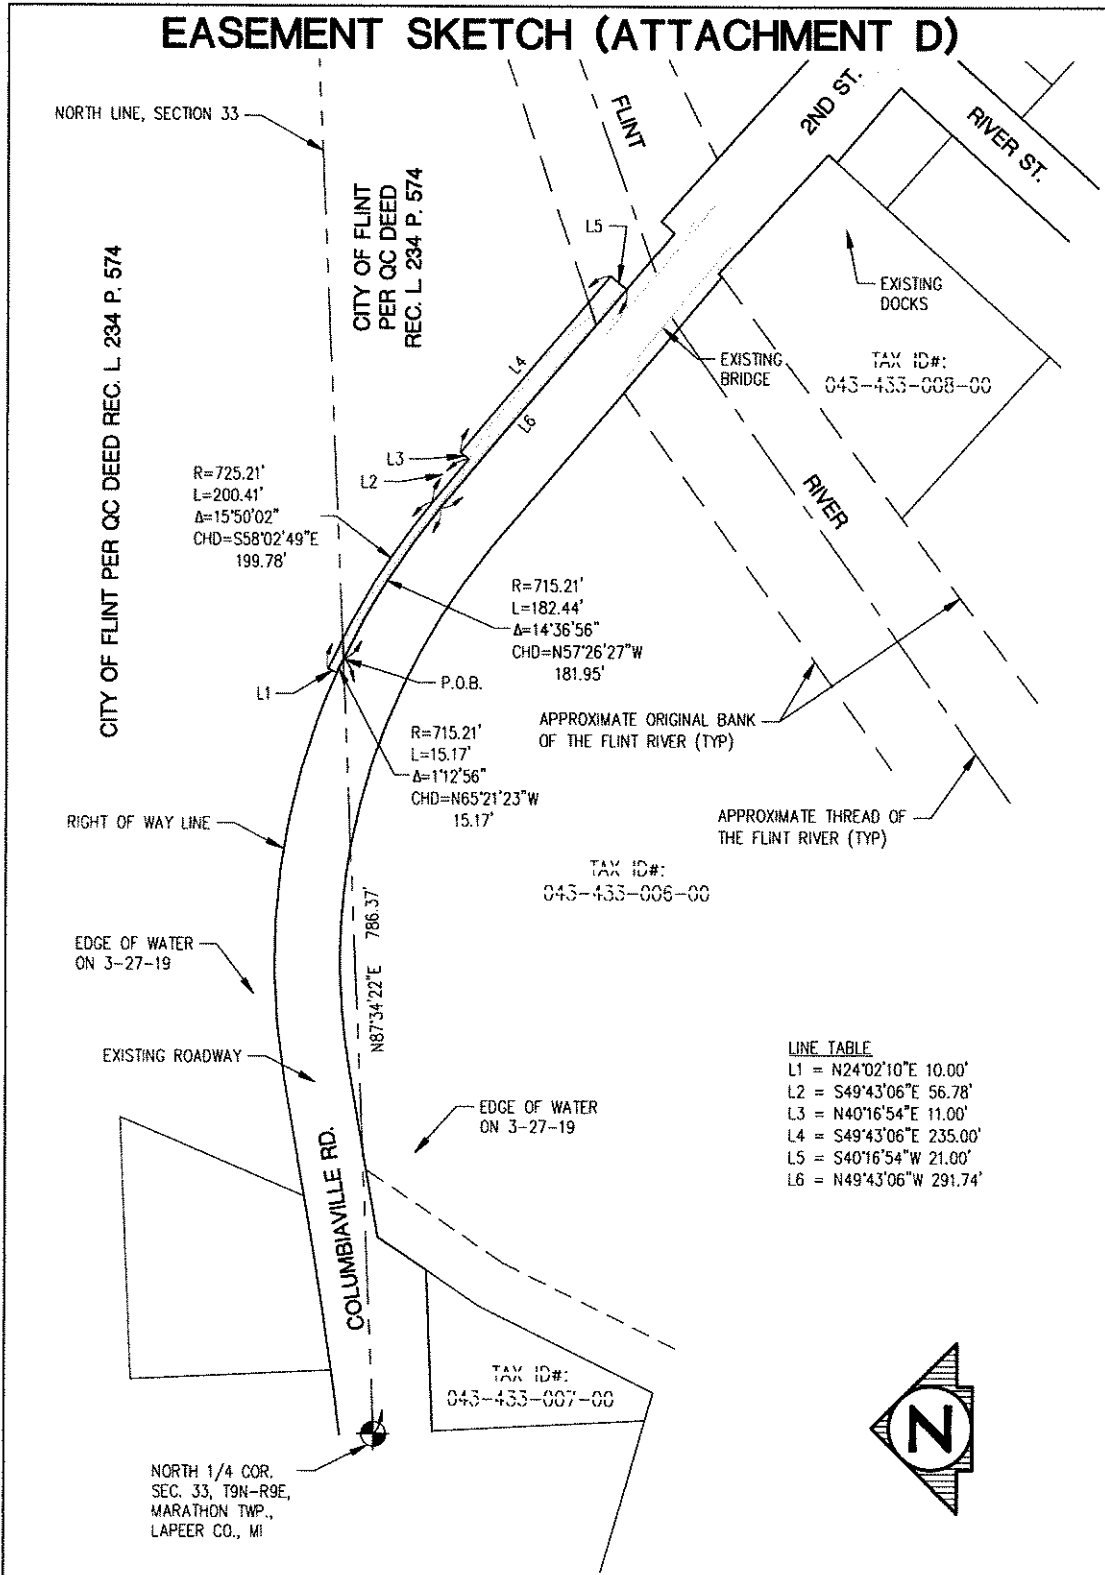 EASEMENT SKETCH (ATTACHMENT D)
NORTH LINE, SECTION 33
CITY OF FLINT
PER QC DEED
REC. L. 234 P. 574
CITY OF FLINT PER QC DEED REC. L. 234 P. 574
FLINT
2ND ST.
RIVER ST.
L5
EXISTING
DOCKS
EXISTING
BRIDGE
TAX ID#:
043-433-008-00
L4
L6
L3
L2
RIVER
R=725.21'
L=200.41'
Δ=15°50'02"
CHD=S58°02'49"E
199.78'
R=715.21'
L=182.44'
Δ=14°36'56"
CHD=N57°26'27"W
181.95'
L1
P.O.B.
R=715.21'
L=15.17'
Δ=1°12'56"
CHD=N65°21'23"W
15.17'
APPROXIMATE ORIGINAL BANK
OF THE FLINT RIVER (TYP)
APPROXIMATE THREAD OF
THE FLINT RIVER (TYP)
RIGHT OF WAY LINE
TAX ID#:
043-433-006-00
N87°34'22"E 786.37'
EDGE OF WATER
ON 3-27-19
EXISTING ROADWAY
EDGE OF WATER
ON 3-27-19
COLUMBIAVILLE RD.
LINE TABLE
L1 = N24°02'10"E 10.00'
L2 = S49°43'06"E 56.78'
L3 = N40°16'54"E 11.00'
L4 = S49°43'06"E 235.00'
L5 = S40°16'54"W 21.00'
L6 = N49°43'06"W 291.74'
TAX ID#:
043-433-007-00
NORTH 1/4 COR.
SEC. 33, T9N-R9E,
MARATHON TWP.,
LAPEER CO., MI
N